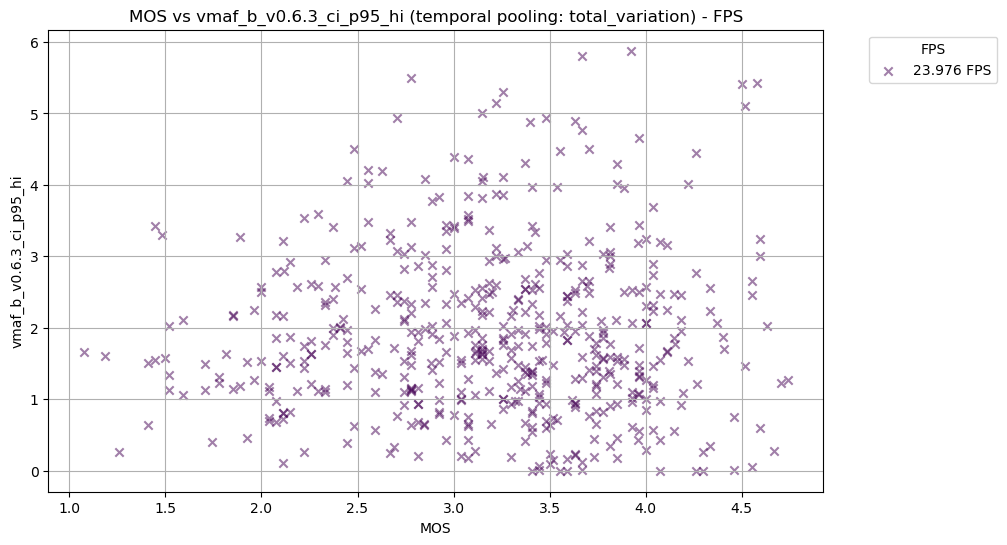 MOS vs vmaf_b_v0.6.3_ci_p95_hi (temporal pooling: total_variation) - FPS
FPS
23.976 FPS
vmaf_b_v0.6.3_ci_p95_hi
6
5
4
3
2
1
0
1.0 1.5 2.0 2.5 3.0 3.5 4.0 4.5
MOS